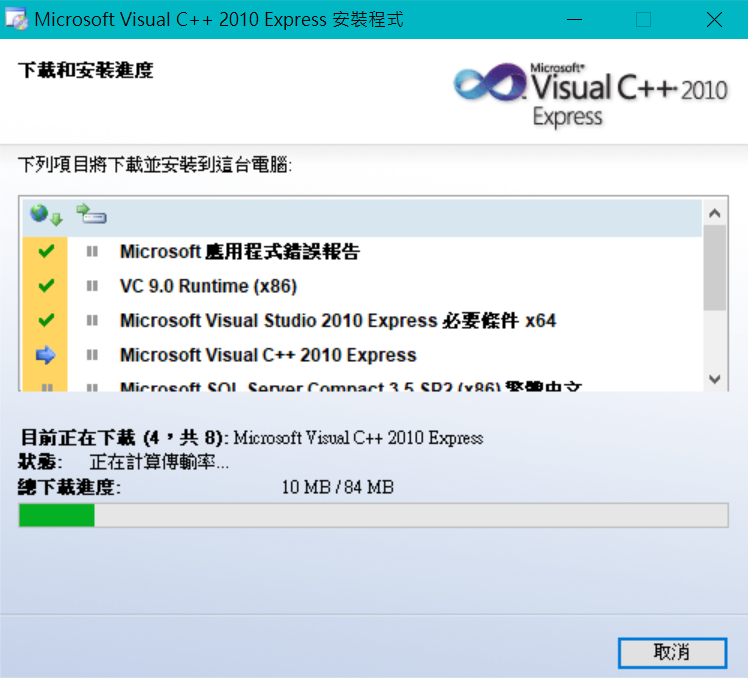 Microsoft Visual C++ 2010 Express 安裝程式
下載和安裝進度
Microsoft
Visual C++ 2010
Express
下列項目將下載並安裝到這台電腦:
Microsoft 應用程式錯誤報告
VC 9.0 Runtime (x86)
Microsoft Visual Studio 2010 Express 必要條件 x64
Microsoft Visual C++ 2010 Express
Microsoft SQL Server Compact 3.5 SP2 (x86) 繁體中文
目前正在下載 (4，共 8): Microsoft Visual C++ 2010 Express
狀態: 正在計算傳輸率...
總下載進度: 10 MB / 84 MB
取消